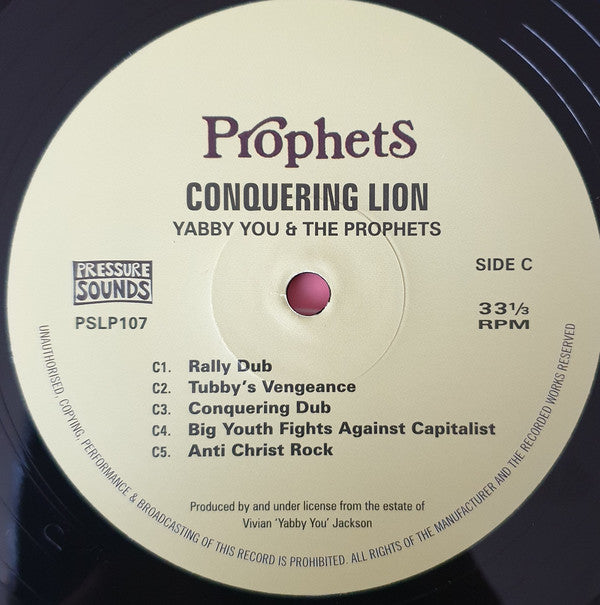 Prophets
CONQUERING LION
YABBY YOU & THE PROPHETS
PRESSURE
SOUNDS
PSLP107
SIDE C
33⅓
RPM
C1. Rally Dub
C2. Tubby's Vengeance
C3. Conquering Dub
C4. Big Youth Fights Against Capitalist
C5. Anti Christ Rock
Produced by and under license from the estate of
Vivian 'Yabby You' Jackson
UNAUTHORISED, COPYING, PERFORMANCE & BROADCASTING OF THIS RECORD IS PROHIBITED. ALL RIGHTS OF THE MANUFACTURER AND THE RECORDED WORKS RESERVED